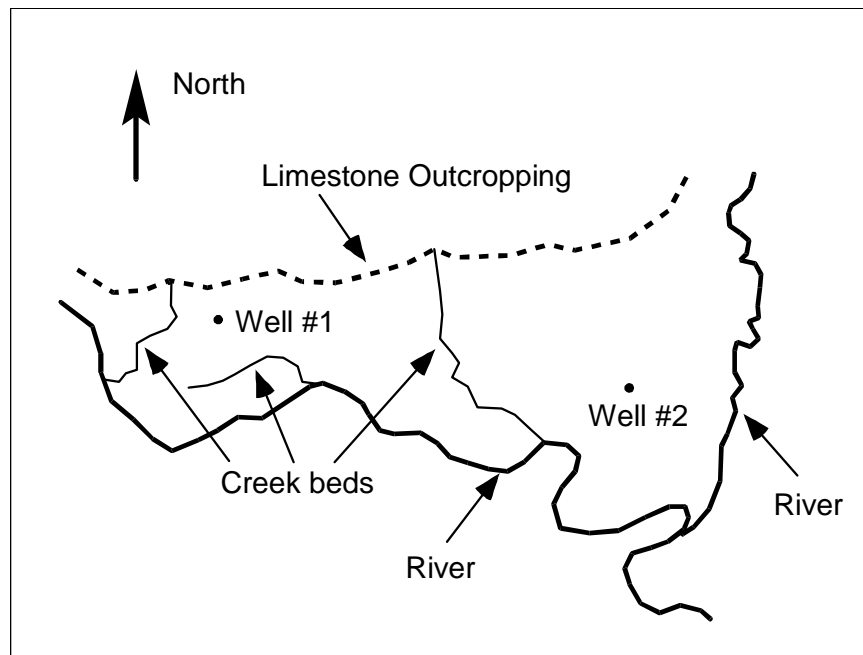 North
Limestone Outcropping
Well #1
Well #2
Creek beds
River
River